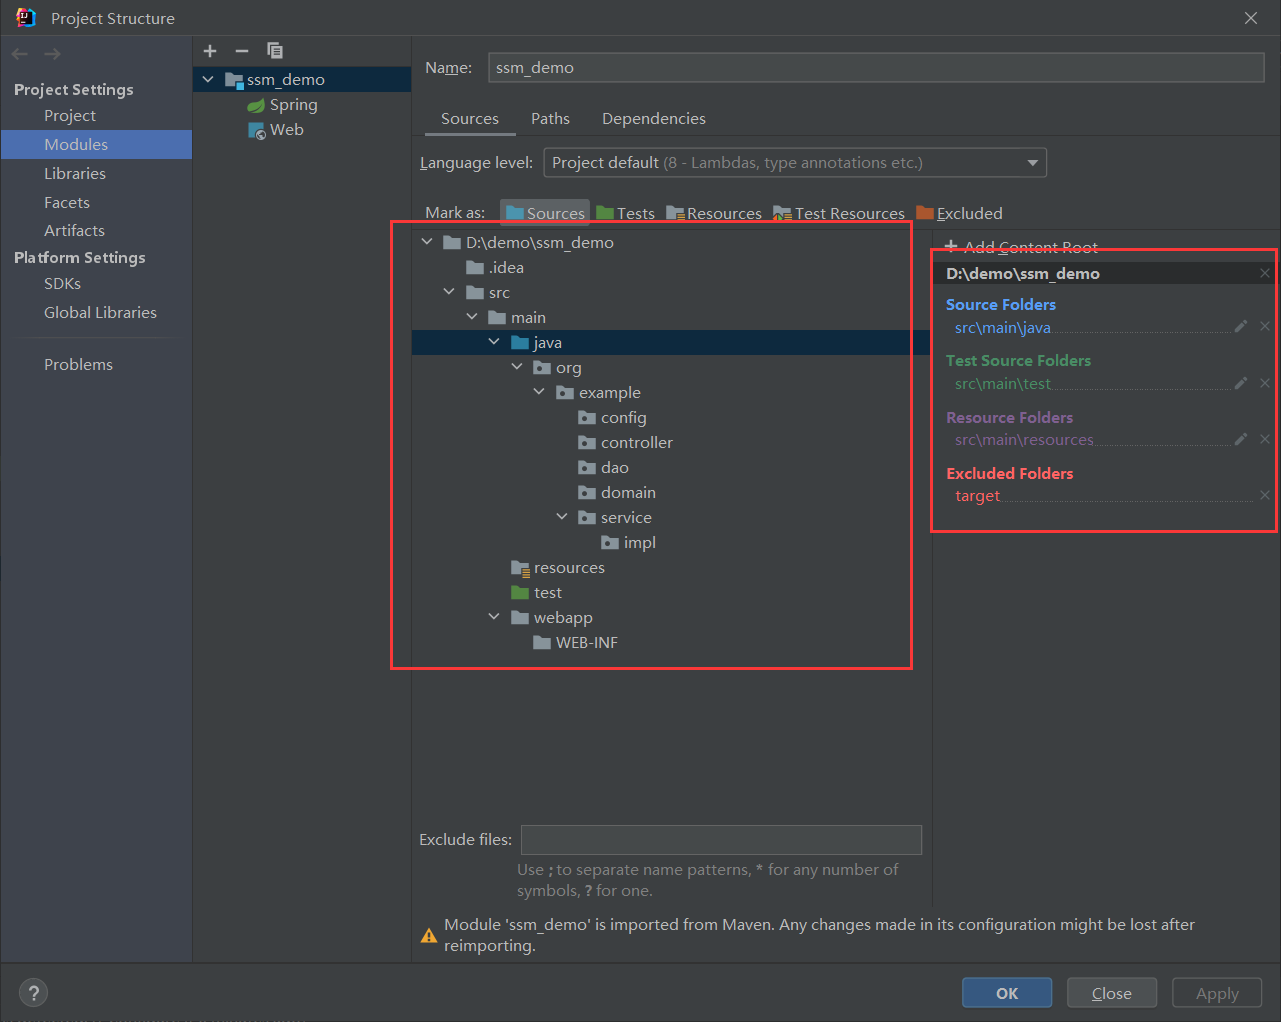 Project Structure
Project Settings
Project
Modules
Libraries
Facets
Artifacts
Platform Settings
SDKs
Global Libraries
Problems
ssm_demo
Spring
Web
Name: ssm_demo
Sources Paths Dependencies
Language level: Project default (8 - Lambdas, type annotations etc.)
Mark as: Sources Tests Resources Test Resources Excluded
D:\demo\ssm_demo
.idea
src
main
java
org
example
config
controller
dao
domain
service
impl
resources
test
webapp
WEB-INF
+ Add Content Root
D:\demo\ssm_demo
Source Folders
src\main\java
Test Source Folders
src\main\test
Resource Folders
src\main\resources
Excluded Folders
target
Exclude files:
Use ; to separate name patterns, * for any number of
symbols, ? for one.
Module 'ssm_demo' is imported from Maven. Any changes made in its configuration might be lost after
reimporting.
?
OK Close Apply